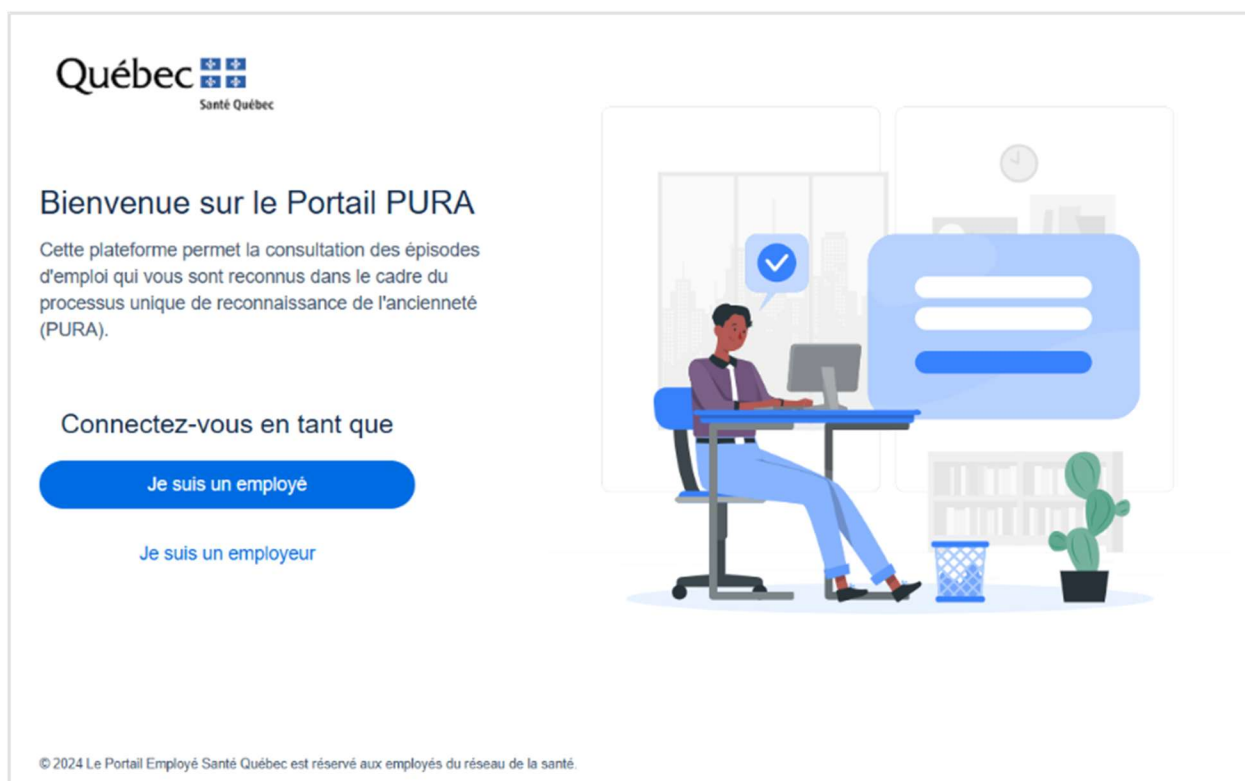 Québec
Santé Québec
Bienvenue sur le Portail PURA
Cette plateforme permet la consultation des épisodes
d'emploi qui vous sont reconnus dans le cadre du
processus unique de reconnaissance de l'ancienneté
(PURA).
Connectez-vous en tant que
Je suis un employé
Je suis un employeur
© 2024 Le Portail Employé Santé Québec est réservé aux employés du réseau de la santé.